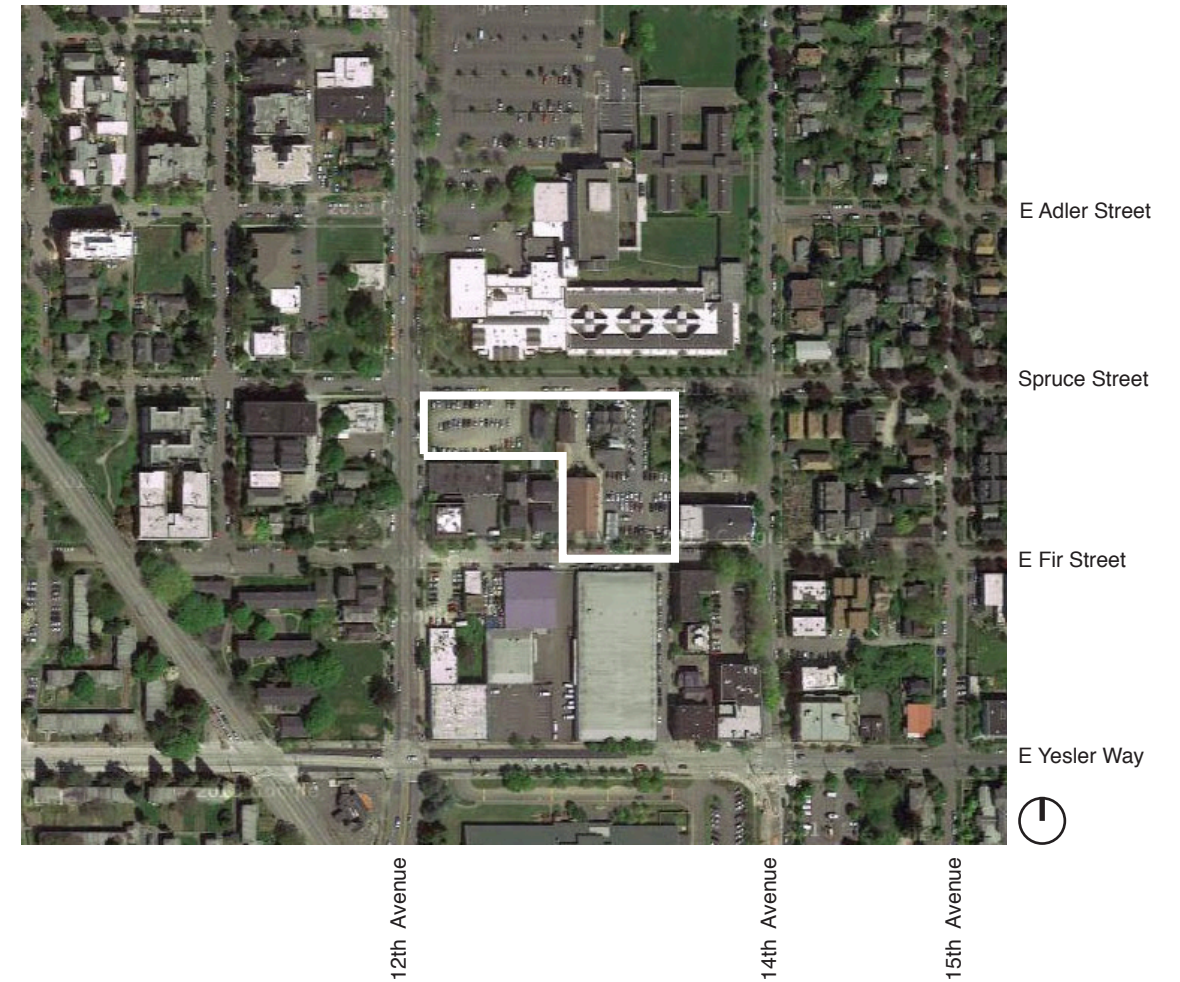 E Adler Street
Spruce Street
E Fir Street
E Yesler Way
12th Avenue
14th Avenue
15th Avenue